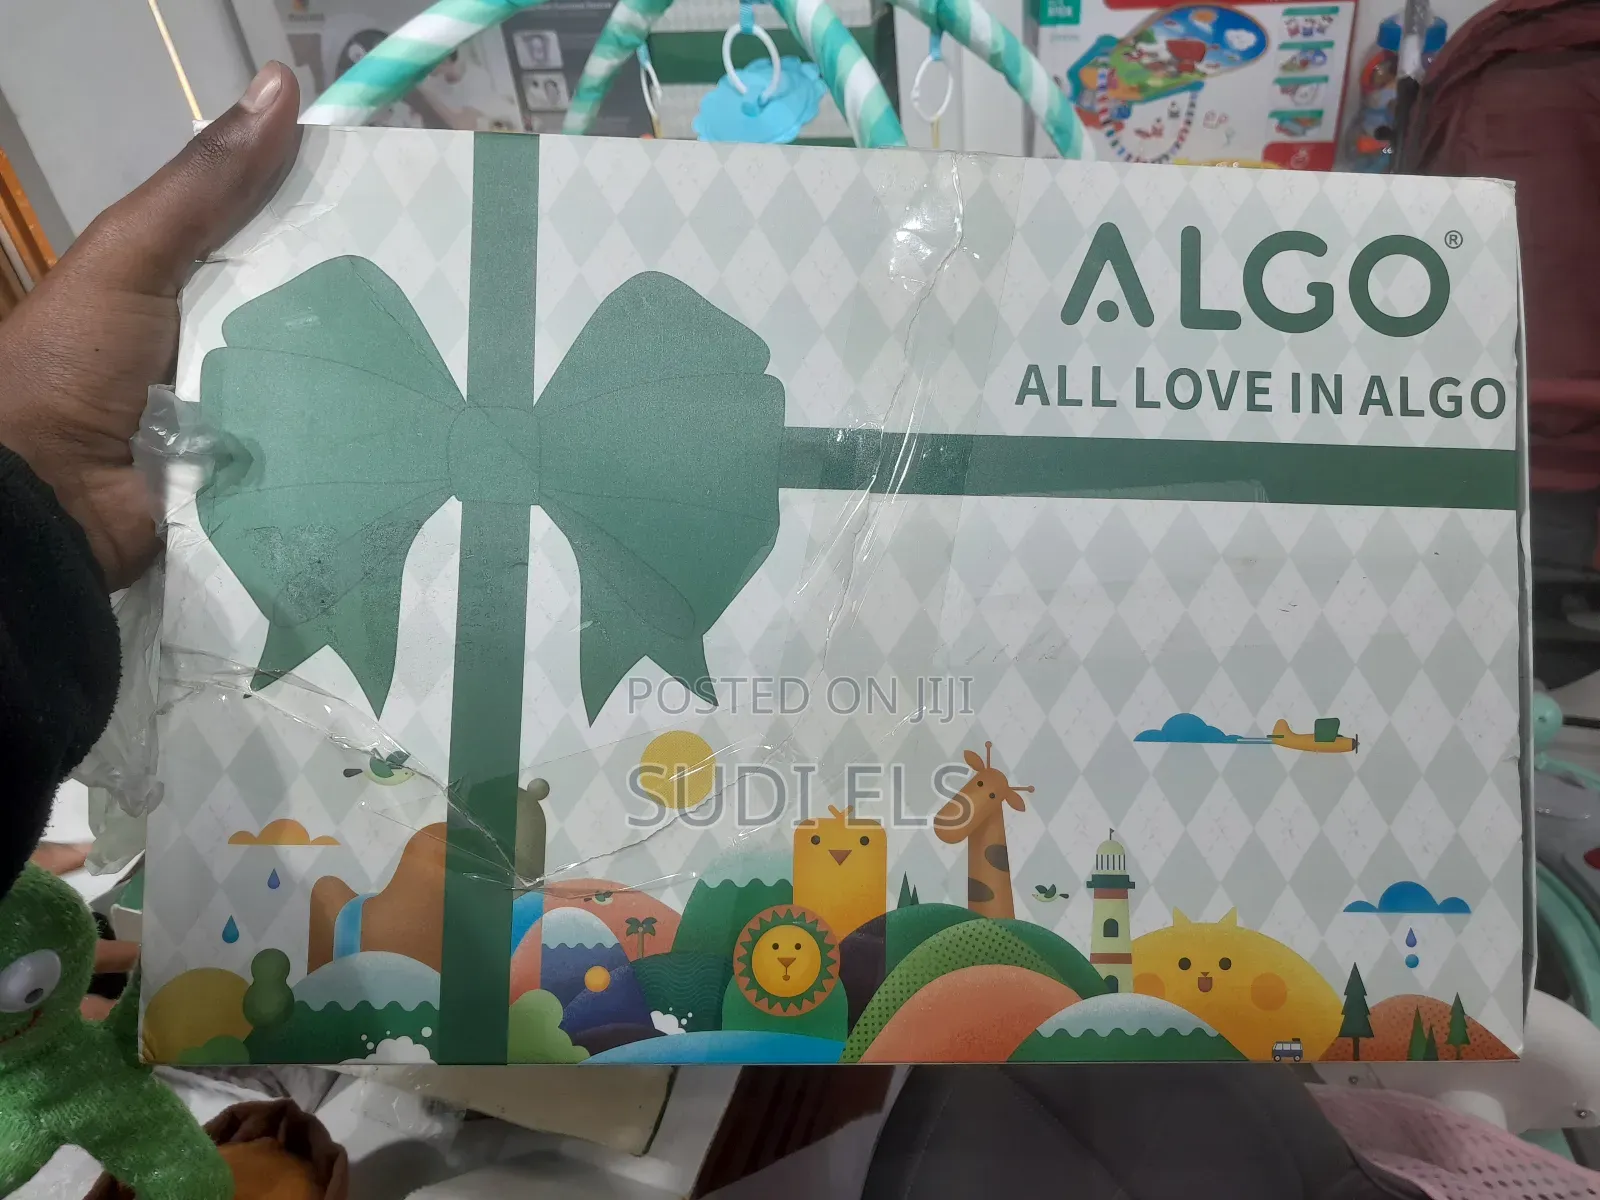 ALGO®
ALL LOVE IN ALGO
POSTED ON JIJI
SUDI ELS